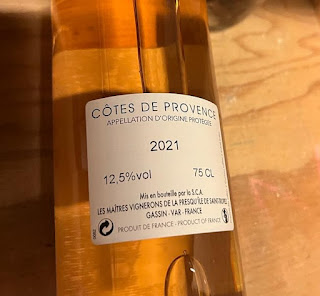 CÔTES DE PROVENCE
APPELLATION D'ORIGINE PROTÉGÉE
2021
12,5%vol 75 CL
Mis en bouteille par la S.C.A.
LES MAÎTRES VIGNERONS DE LA PRESQU'ÎLE DE SAINT-TROPEZ
GASSIN - VAR - FRANCE
PRODUIT DE FRANCE - PRODUCT OF FRANCE